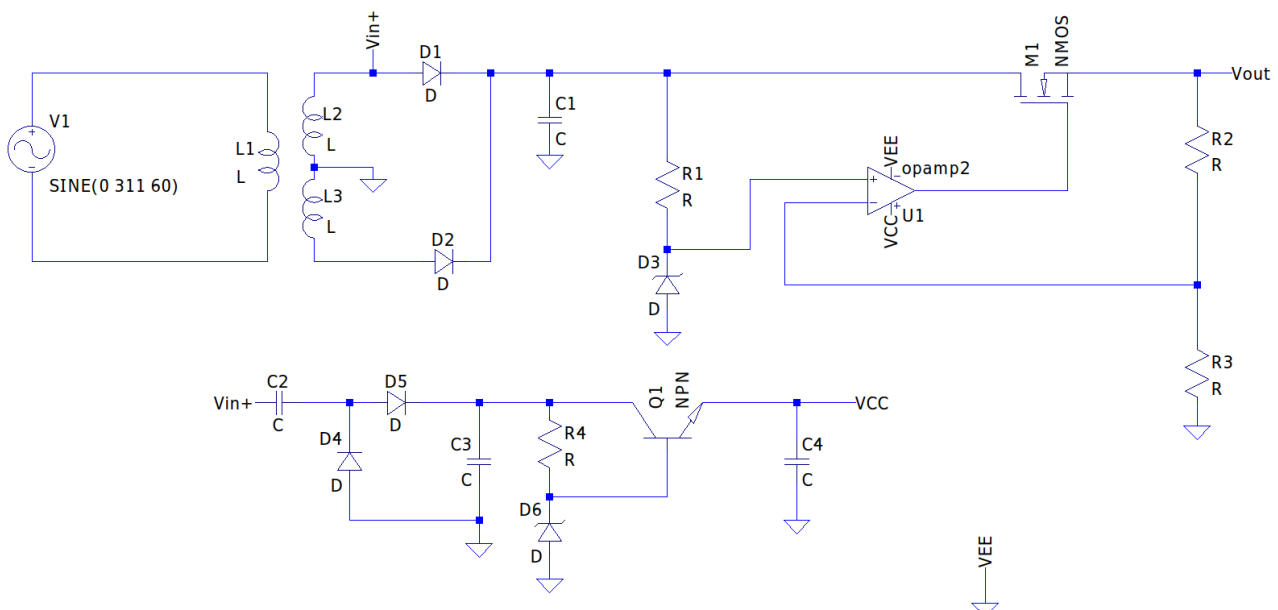 Vin+
D1
D
M1
NMOS
Vout
V1
SINE(0 311 60)
L1
L
L2
L
L3
L
C1
C
R1
R
VEE
opamp2
+
−
VCC
U1
R2
R
D2
D
D3
D
R3
R
Vin+
C2
C
D5
D
D4
D
C3
C
R4
R
Q1
NPN
VCC
C4
C
D6
D
VEE